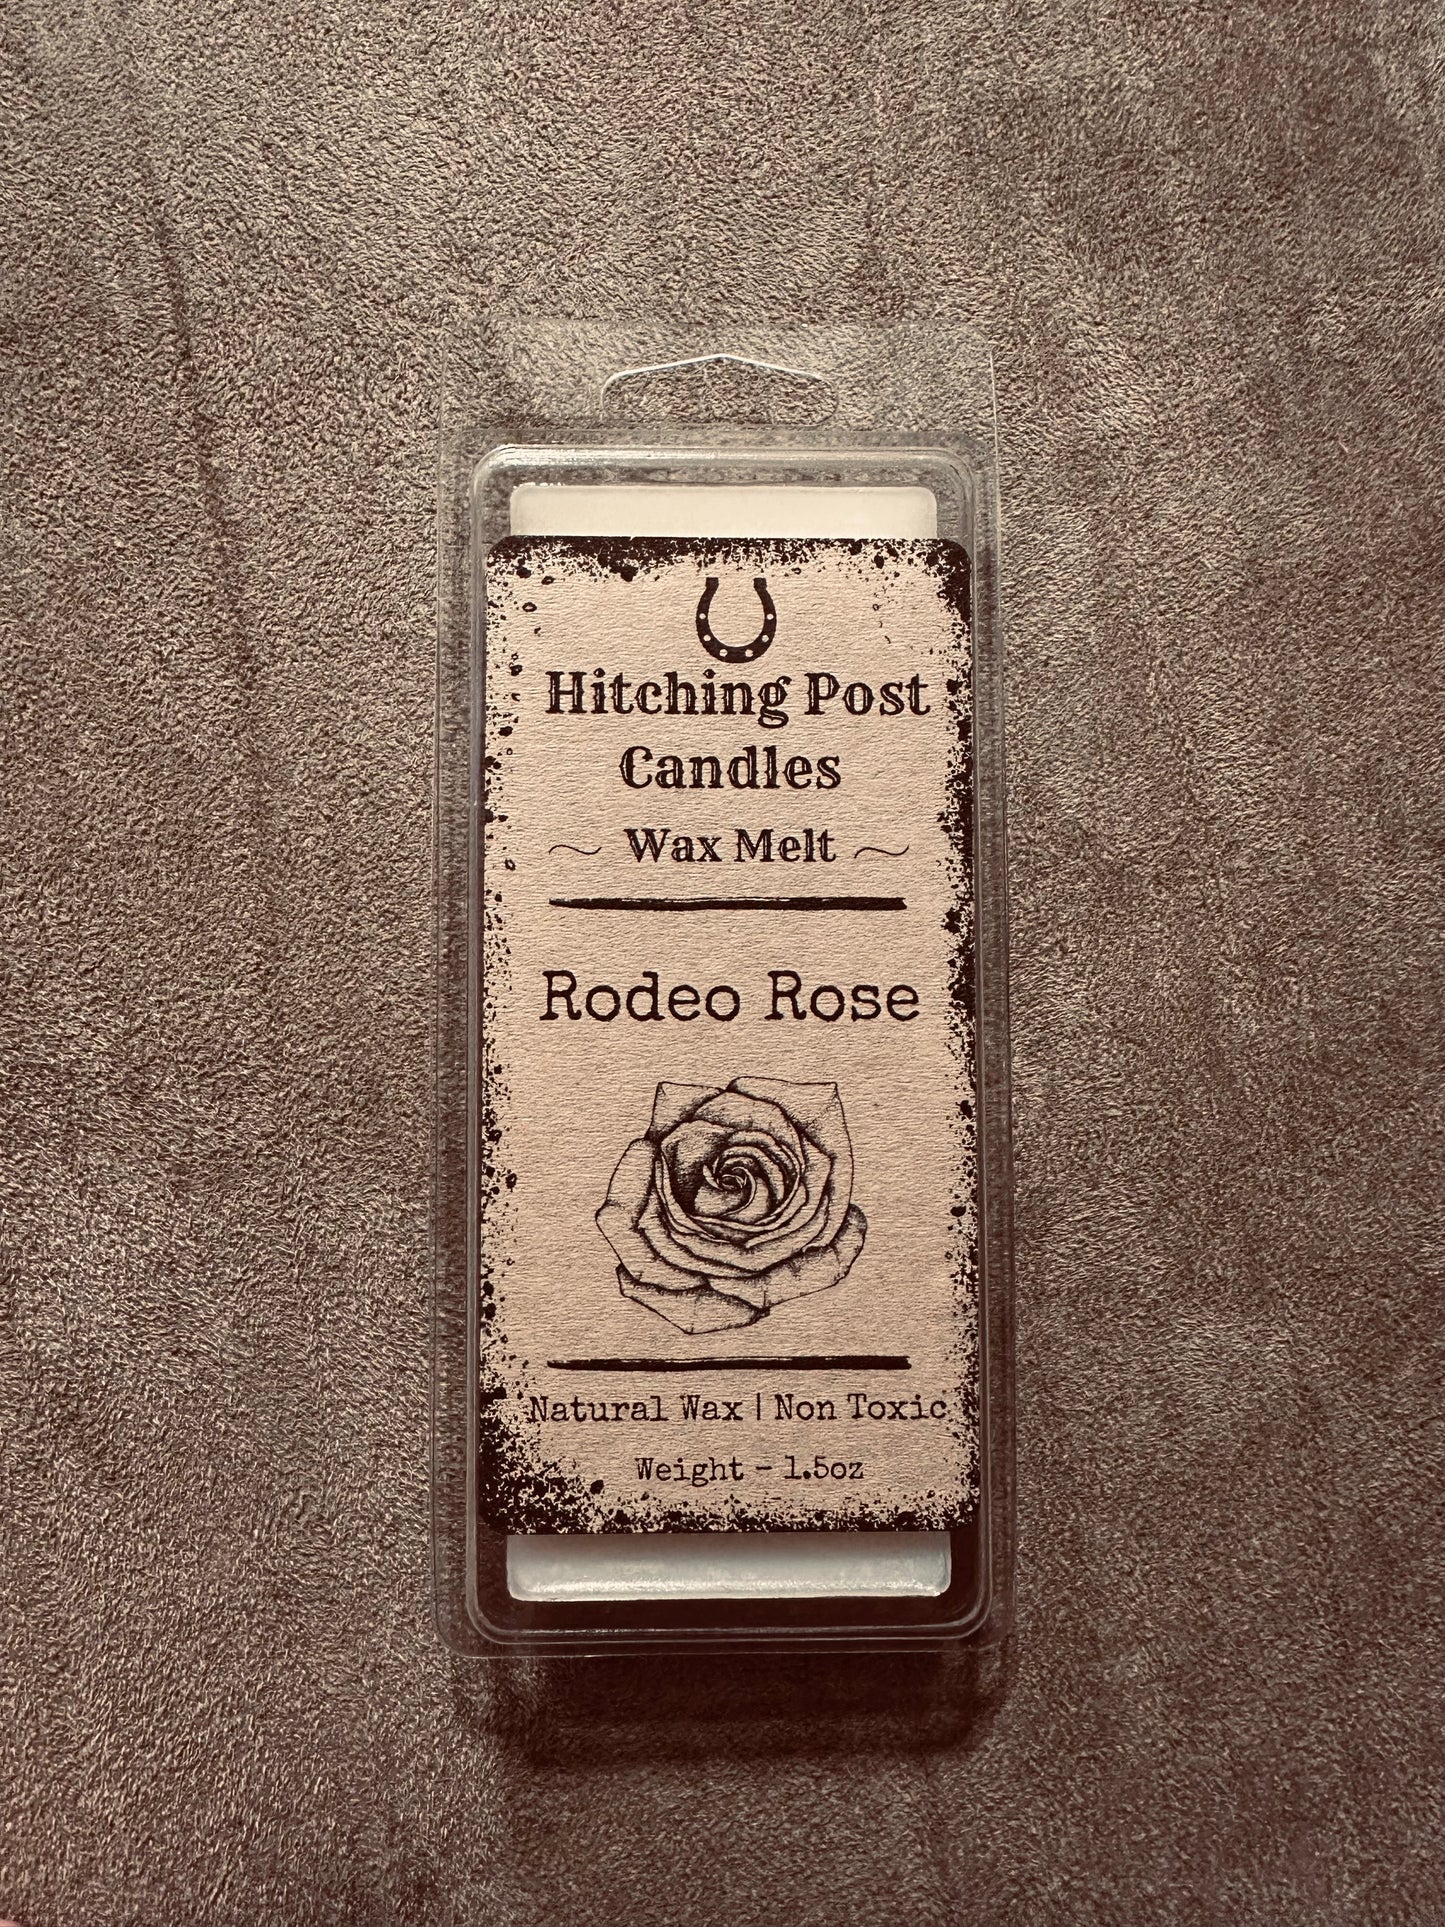 Hitching Post
Candles
Wax Melt
Rodeo Rose
Natural Wax | Non Toxic
Weight - 1.5oz